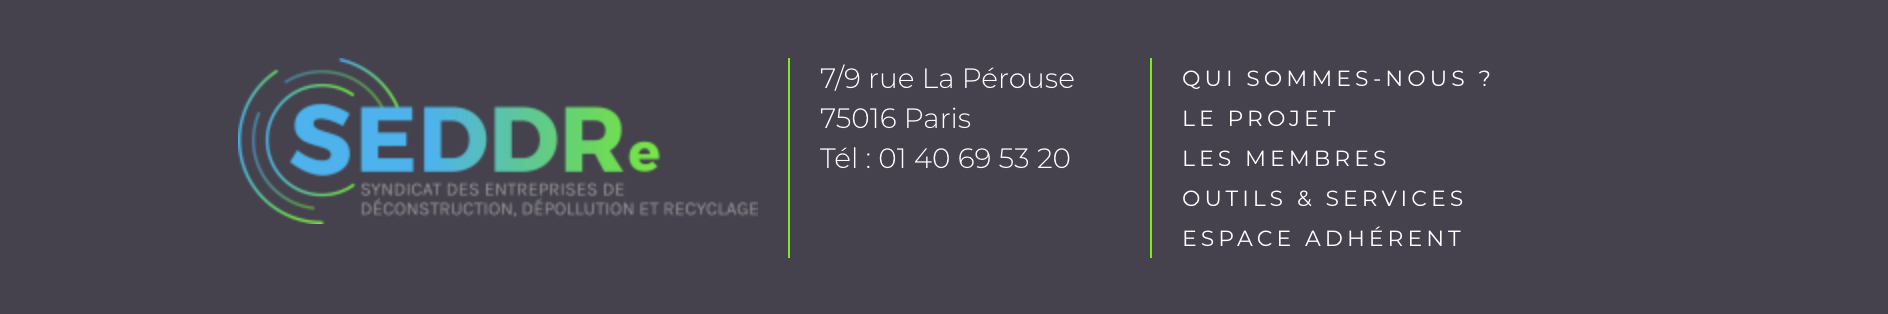 SEDDRe
SYNDICAT DES ENTREPRISES DE
DÉCONSTRUCTION, DÉPOLLUTION ET RECYCLAGE
7/9 rue La Pérouse
75016 Paris
Tél : 01 40 69 53 20
QUI SOMMES-NOUS ?
LE PROJET
LES MEMBRES
OUTILS & SERVICES
ESPACE ADHÉRENT